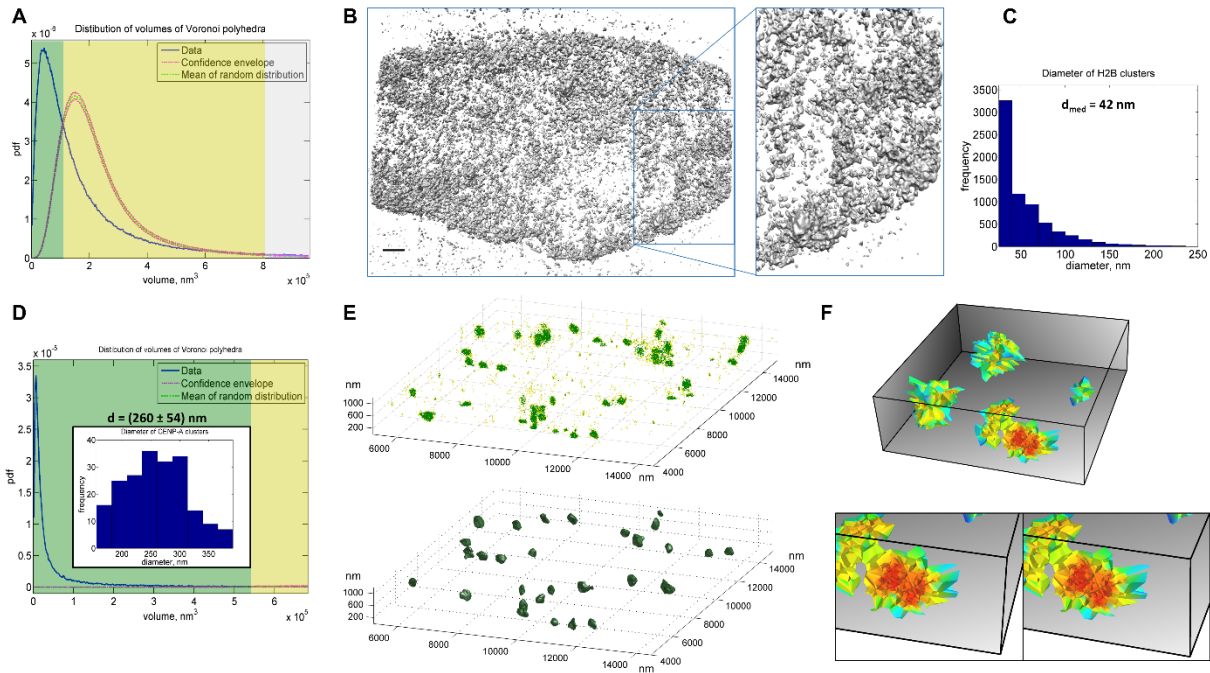 A
Distibution of volumes of Voronoi polyhedra
x 10⁻⁶
Data
Confidence envelope
Mean of random distribution
5
4
3
2
1
0
pdf
0 2 4 6 8
x 10⁵
volume, nm³
B
C
Diameter of H2B clusters
d_med = 42 nm
3500
3000
2500
2000
1500
1000
500
0
frequency
50 100 150 200 250
diameter, nm
D
Distibution of volumes of Voronoi polyhedra
x 10⁻⁵
Data
Confidence envelope
Mean of random distribution
3.5
3
2.5
2
1.5
1
0.5
0
pdf
d = (260 ± 54) nm
Diameter of CENP-A clusters
40
30
20
10
0
frequency
200 250 300 350
diameter, nm
0 1 2 3 4 5 6
x 10⁵
volume, nm³
E
nm
1000
600
200
6000
8000
10000
12000
14000
nm
4000
6000
8000
10000
12000
14000
nm
1000
600
200
6000
8000
10000
12000
14000
nm
4000
6000
8000
10000
12000
14000
F